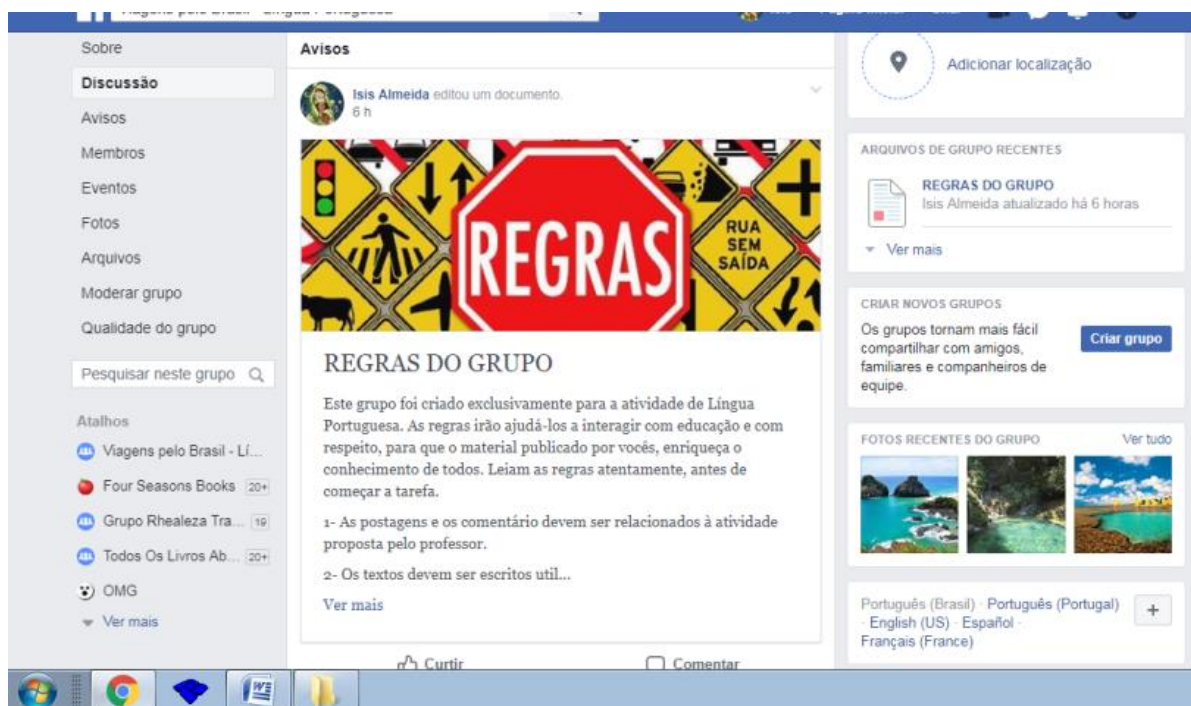 Sobre
Discussão
Avisos
Membros
Eventos
Fotos
Arquivos
Moderar grupo
Qualidade do grupo
Pesquisar neste grupo
Atalhos
Viagens pelo Brasil - Lí...
Four Seasons Books 20+
Grupo Rhealeza Tra... 19
Todos Os Livros Ab... 20+
OMG
Ver mais
Avisos
Isis Almeida editou um documento.
6 h
REGRAS
RUA
SEM
SAÍDA
REGRAS DO GRUPO
Este grupo foi criado exclusivamente para a atividade de Língua
Portuguesa. As regras irão ajudá-los a interagir com educação e com
respeito, para que o material publicado por vocês, enriqueça o
conhecimento de todos. Leiam as regras atentamente, antes de
começar a tarefa.
1- As postagens e os comentário devem ser relacionados à atividade
proposta pelo professor.
2- Os textos devem ser escritos util...
Ver mais
Curtir
Comentar
Adicionar localização
ARQUIVOS DE GRUPO RECENTES
REGRAS DO GRUPO
Isis Almeida atualizado há 6 horas
Ver mais
CRIAR NOVOS GRUPOS
Os grupos tornam mais fácil
compartilhar com amigos,
familiares e companheiros de
equipe.
Criar grupo
FOTOS RECENTES DO GRUPO
Ver tudo
Português (Brasil) · Português (Portugal)
· English (US) · Español ·
Français (France)